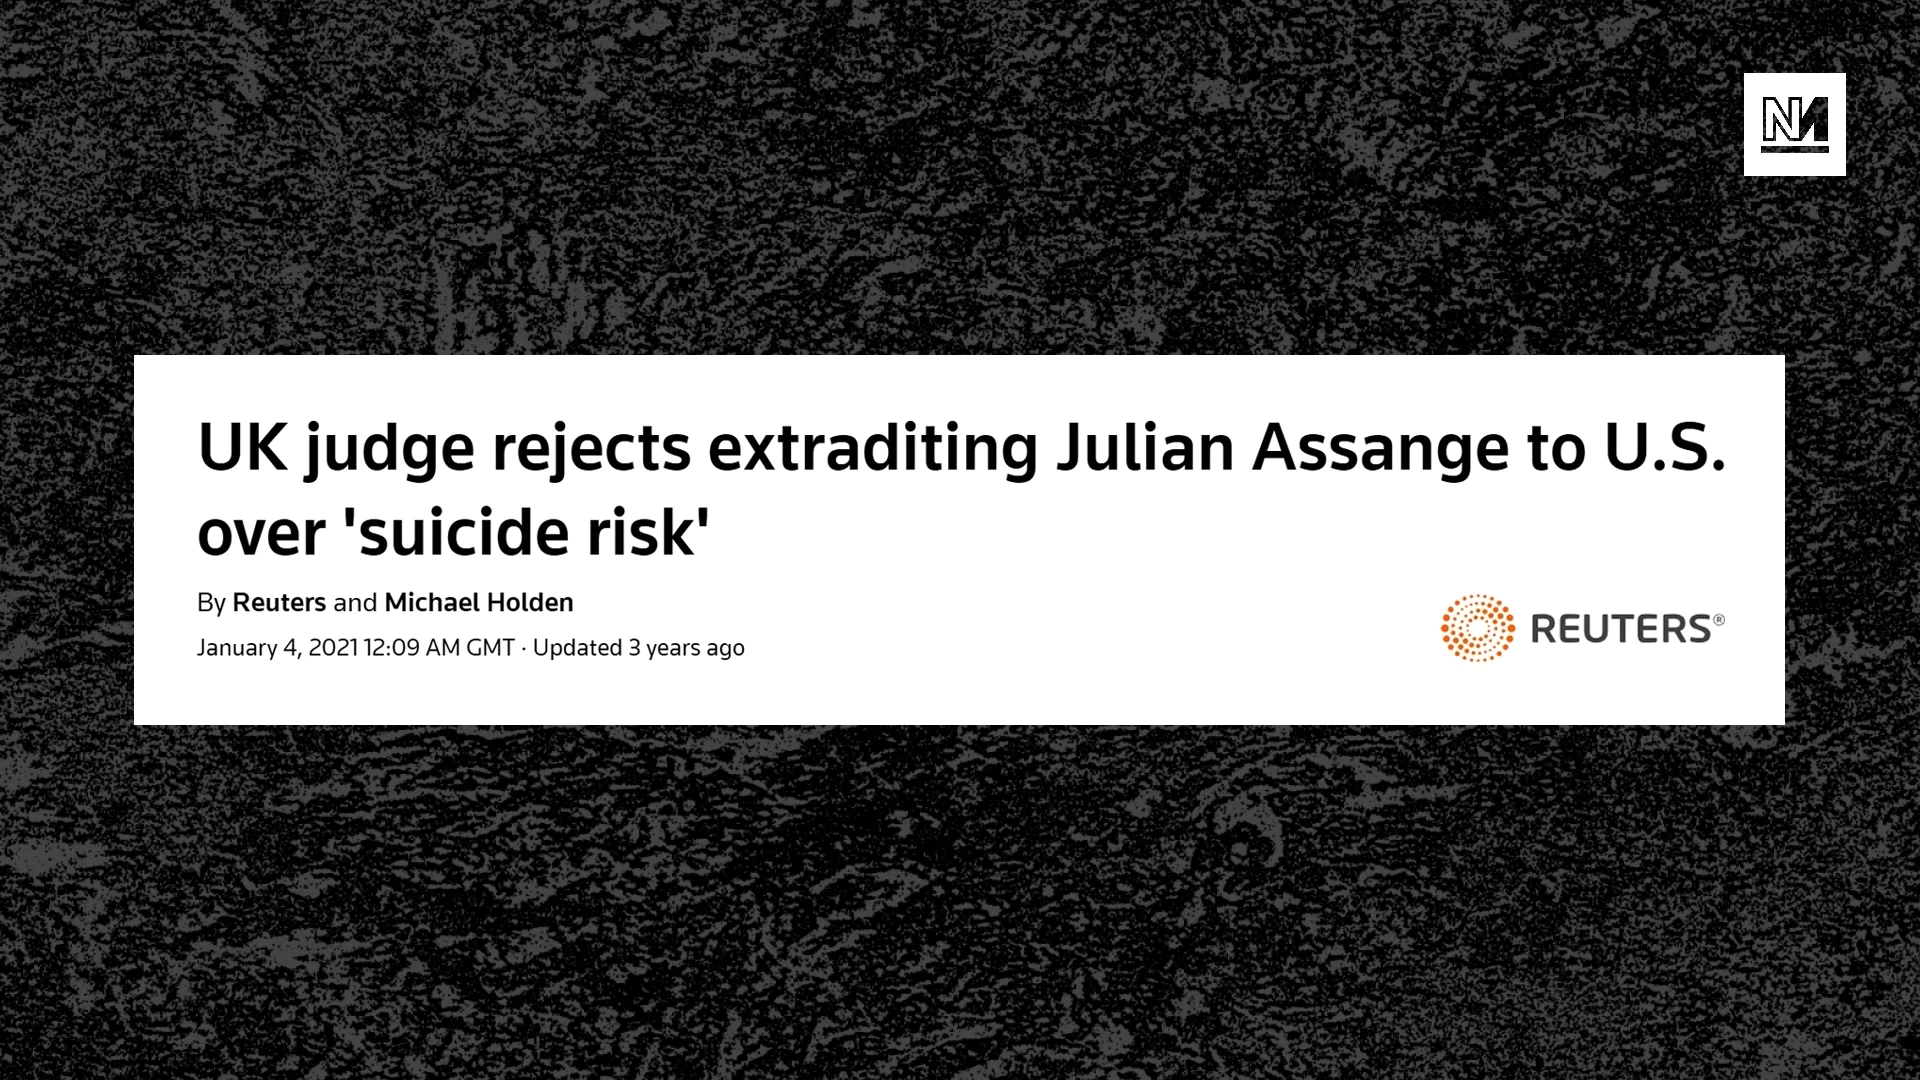 NM
UK judge rejects extraditing Julian Assange to U.S.
over 'suicide risk'
By Reuters and Michael Holden
January 4, 2021 12:09 AM GMT · Updated 3 years ago
REUTERS®